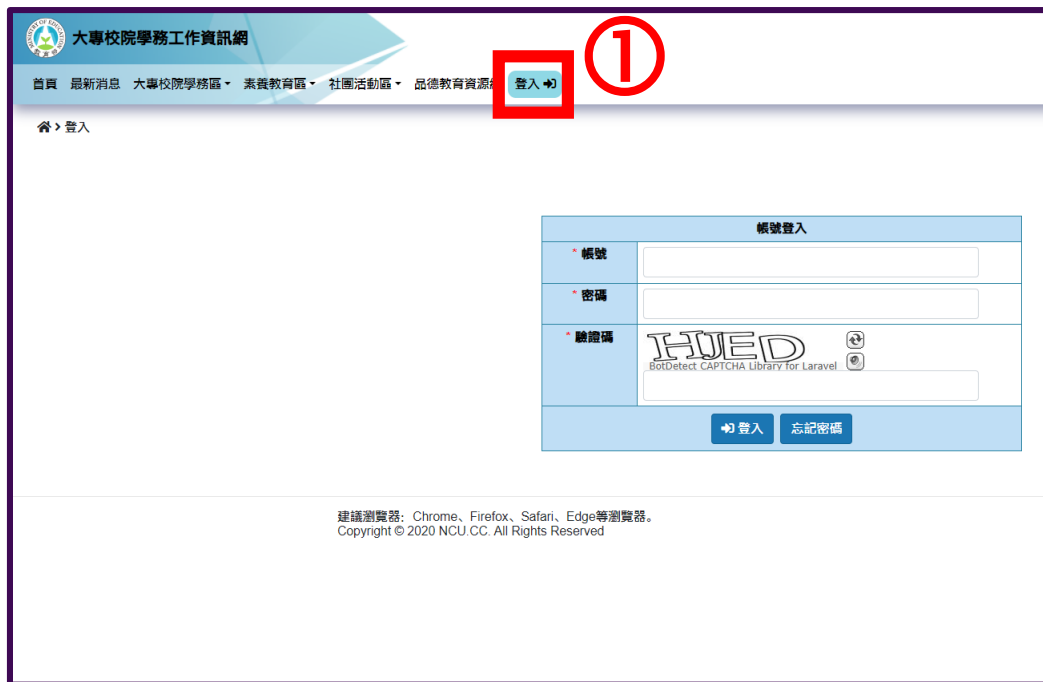 大專校院學務工作資訊網
首頁 最新消息 大專校院學務區 素養教育區 社團活動區 品德教育資源 登入
①
登入
帳號登入
* 帳號
* 密碼
* 驗證碼
HJED
BotDetect CAPTCHA Library for Laravel
登入 忘記密碼
建議瀏覽器：Chrome、Firefox、Safari、Edge等瀏覽器。
Copyright © 2020 NCU.CC. All Rights Reserved